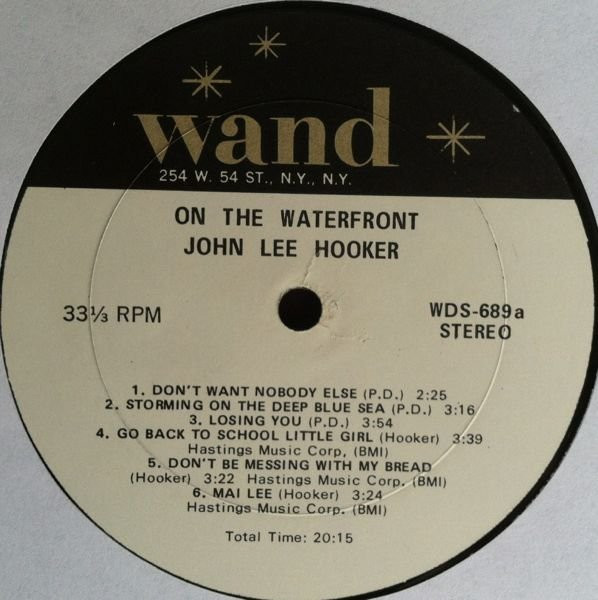 wand
254 W. 54 ST., N.Y., N.Y.
ON THE WATERFRONT
JOHN LEE HOOKER
33⅓ RPM
WDS-689a
STEREO
1. DON'T WANT NOBODY ELSE (P.D.) 2:25
2. STORMING ON THE DEEP BLUE SEA (P.D.) 3:16
3. LOSING YOU (P.D.) 3:54
4. GO BACK TO SCHOOL LITTLE GIRL (Hooker) 3:39
Hastings Music Corp, (BMI)
5. DON'T BE MESSING WITH MY BREAD
(Hooker) 3:22 Hastings Music Corp. (BMI)
6. MAI LEE (Hooker) 3:24
Hastings Music Corp. (BMI)
Total Time: 20:15